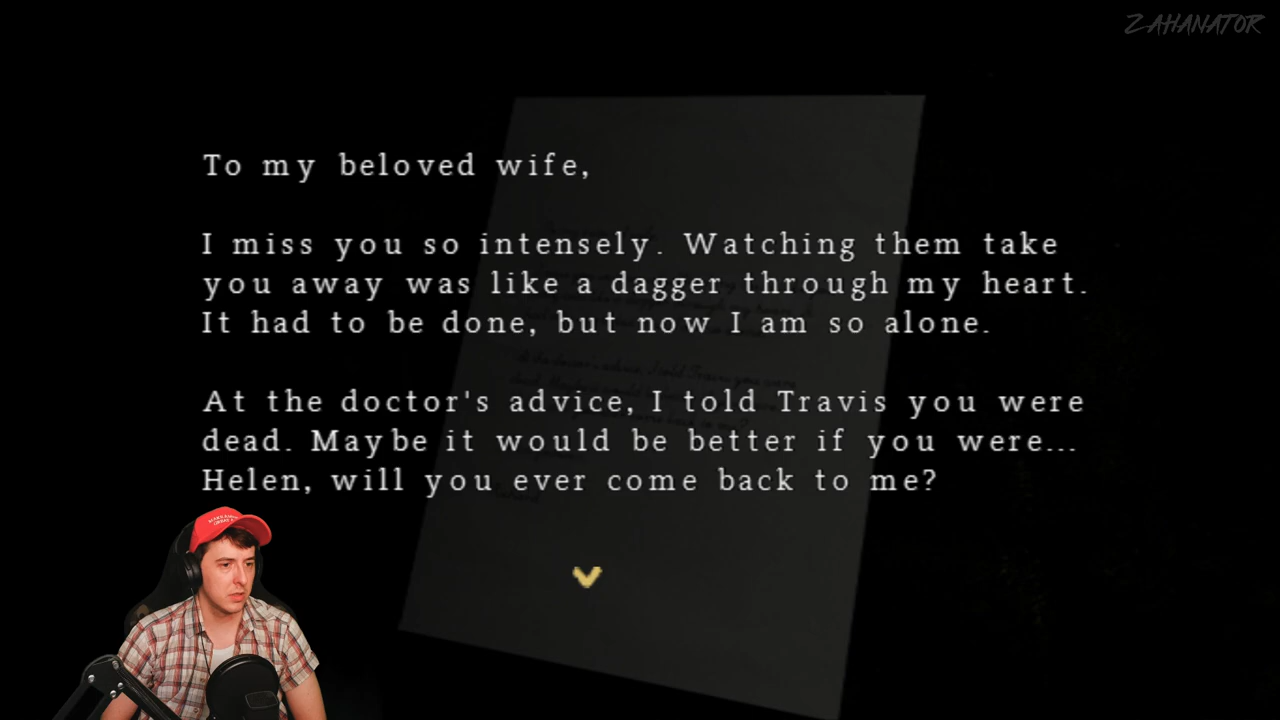 ZAHANATOR
To my beloved wife,
I miss you so intensely. Watching them take
you away was like a dagger through my heart.
It had to be done, but now I am so alone.
At the doctor's advice, I told Travis you were
dead. Maybe it would be better if you were...
Helen, will you ever come back to me?